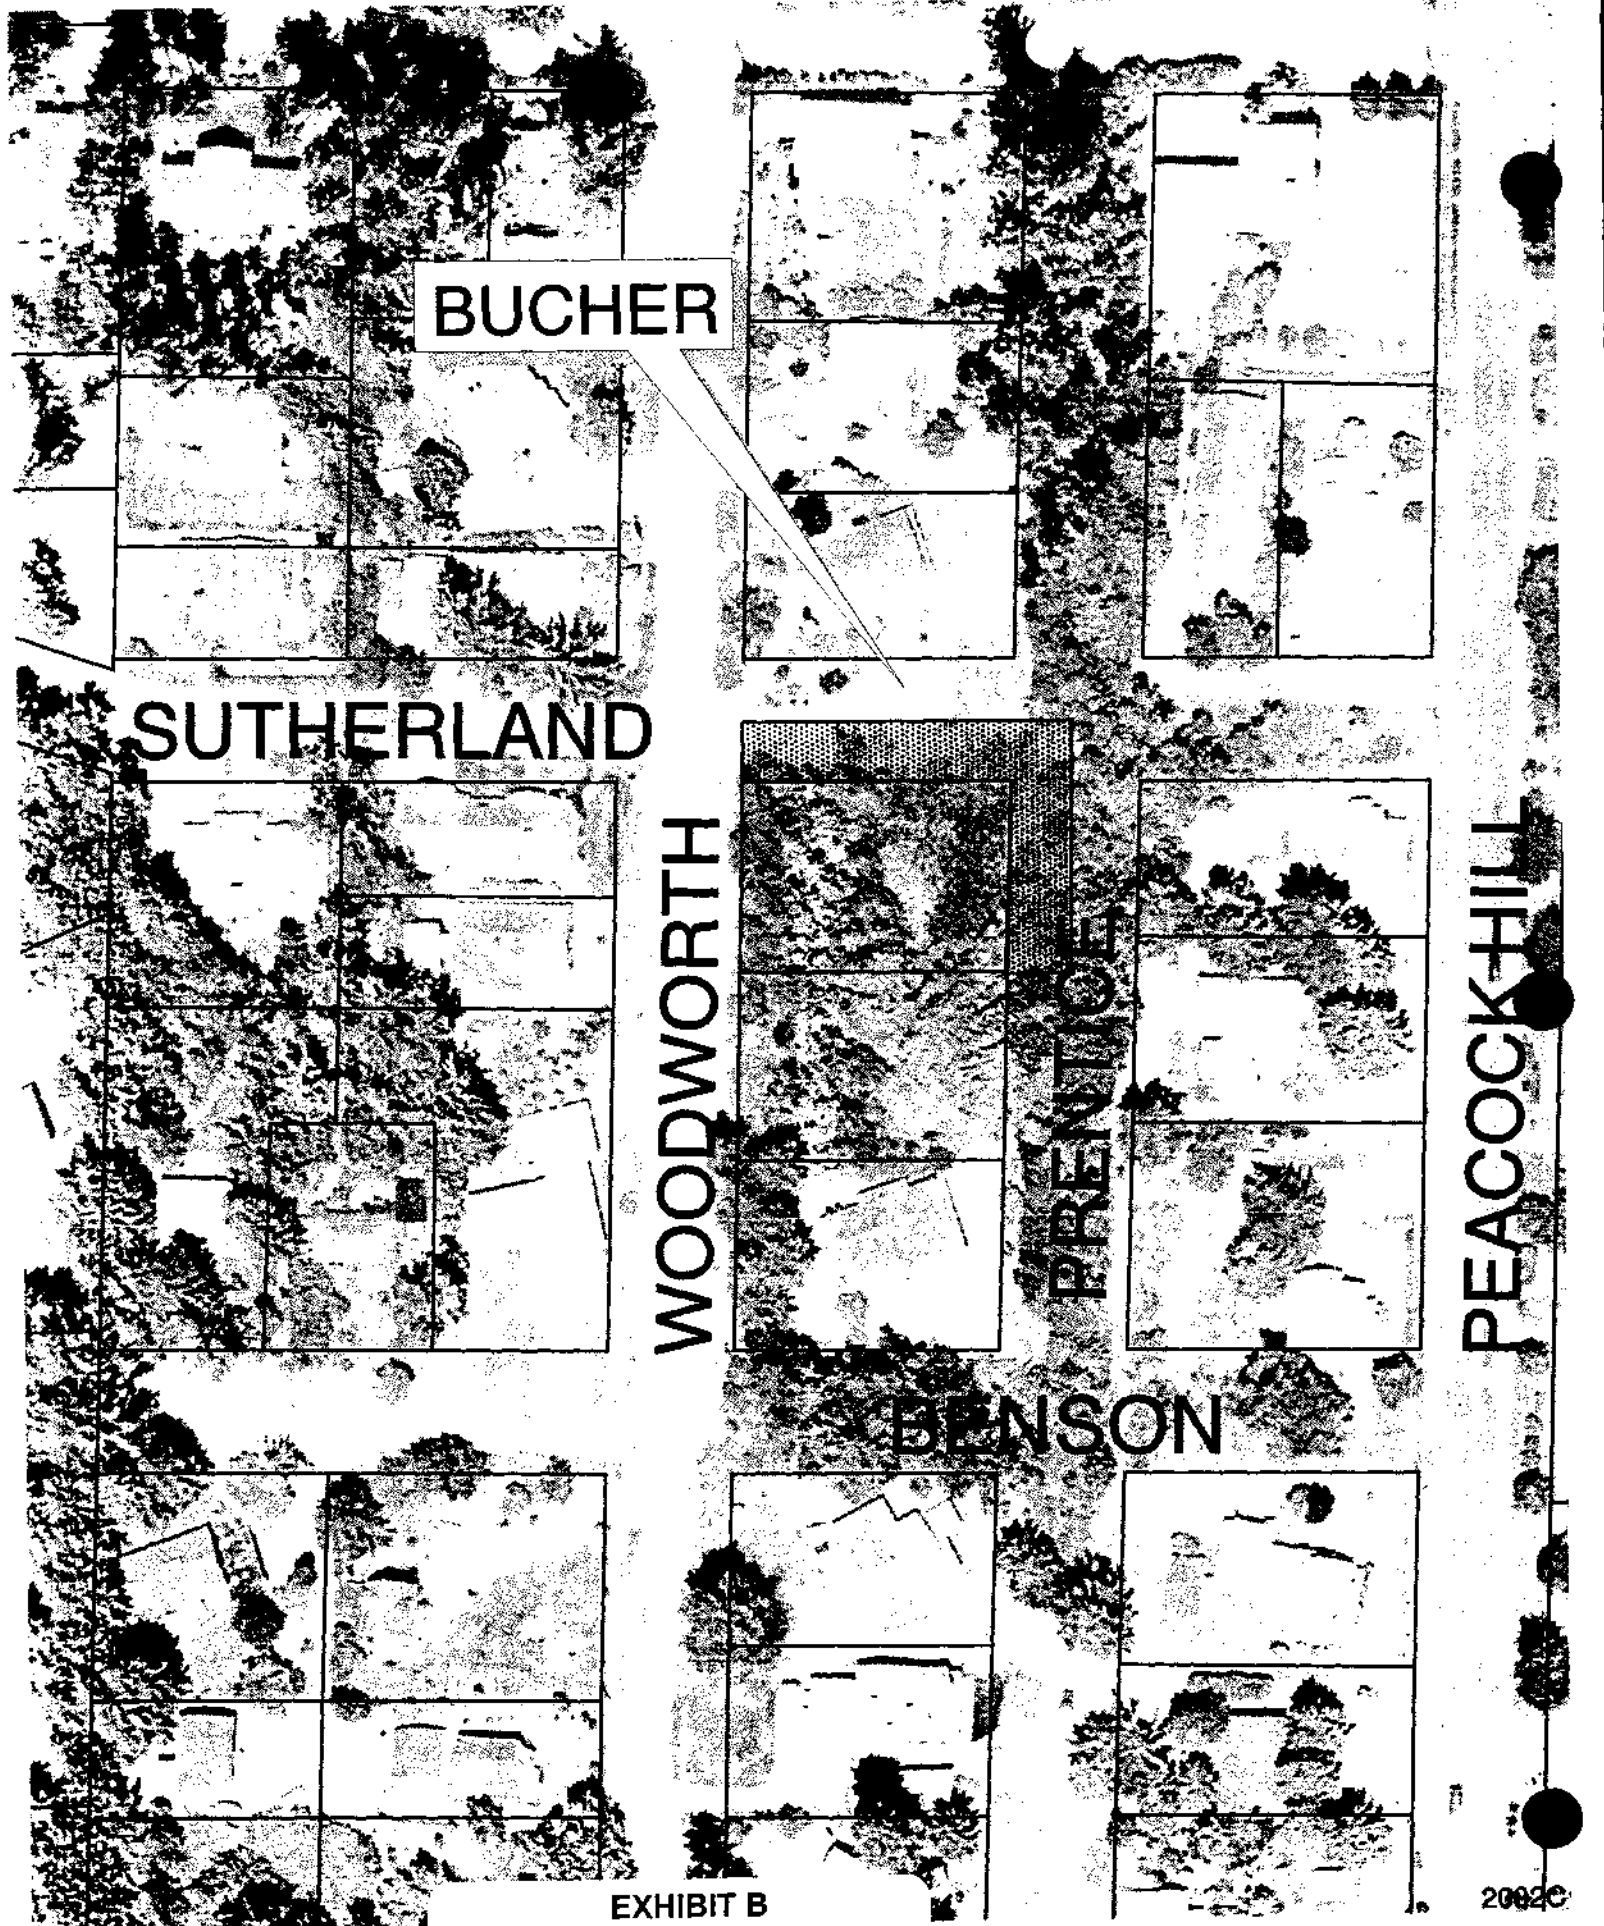 BUCHER
SUTHERLAND
WOODWORTH
PRENTICE
PEACOCK HILL
BENSON
EXHIBIT B